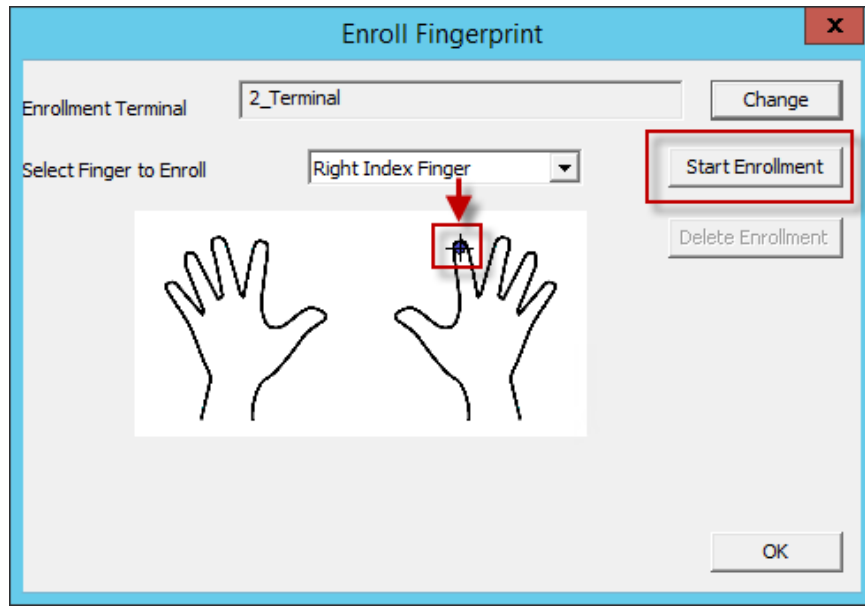 Enroll Fingerprint
x
Enrollment Terminal 2_Terminal Change
Select Finger to Enroll Right Index Finger Start Enrollment
Delete Enrollment
OK